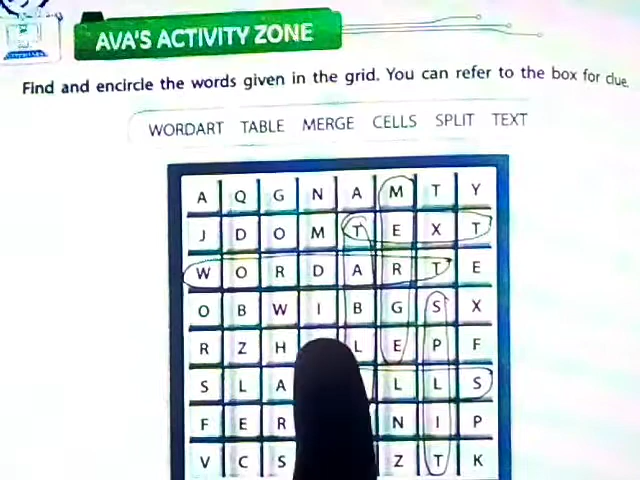 AVA'S ACTIVITY ZONE
Find and encircle the words given in the grid. You can refer to the box for clue.
WORDART TABLE MERGE CELLS SPLIT TEXT
A Q G N A M T Y
J D O M T E X T
W O R D A R T E
O B W I B G S X
R Z H L E P F
S L A L L S
F E R N I P
V C S Z T K